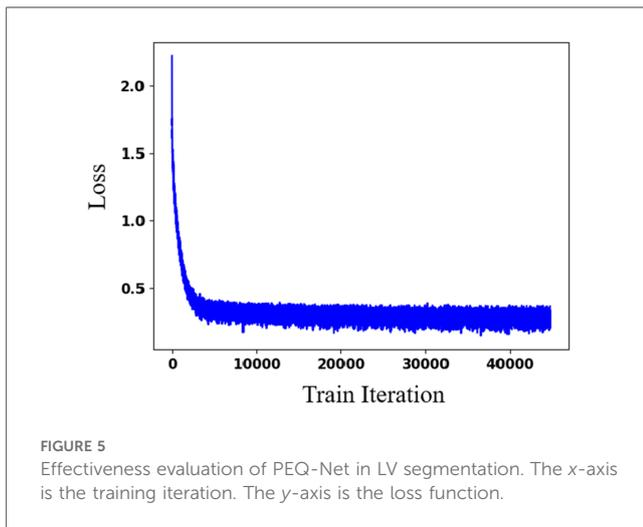 2.0
1.5
Loss
1.0
0.5
0 10000 20000 30000 40000
Train Iteration
FIGURE 5
Effectiveness evaluation of PEQ-Net in LV segmentation. The x-axis
is the training iteration. The y-axis is the loss function.